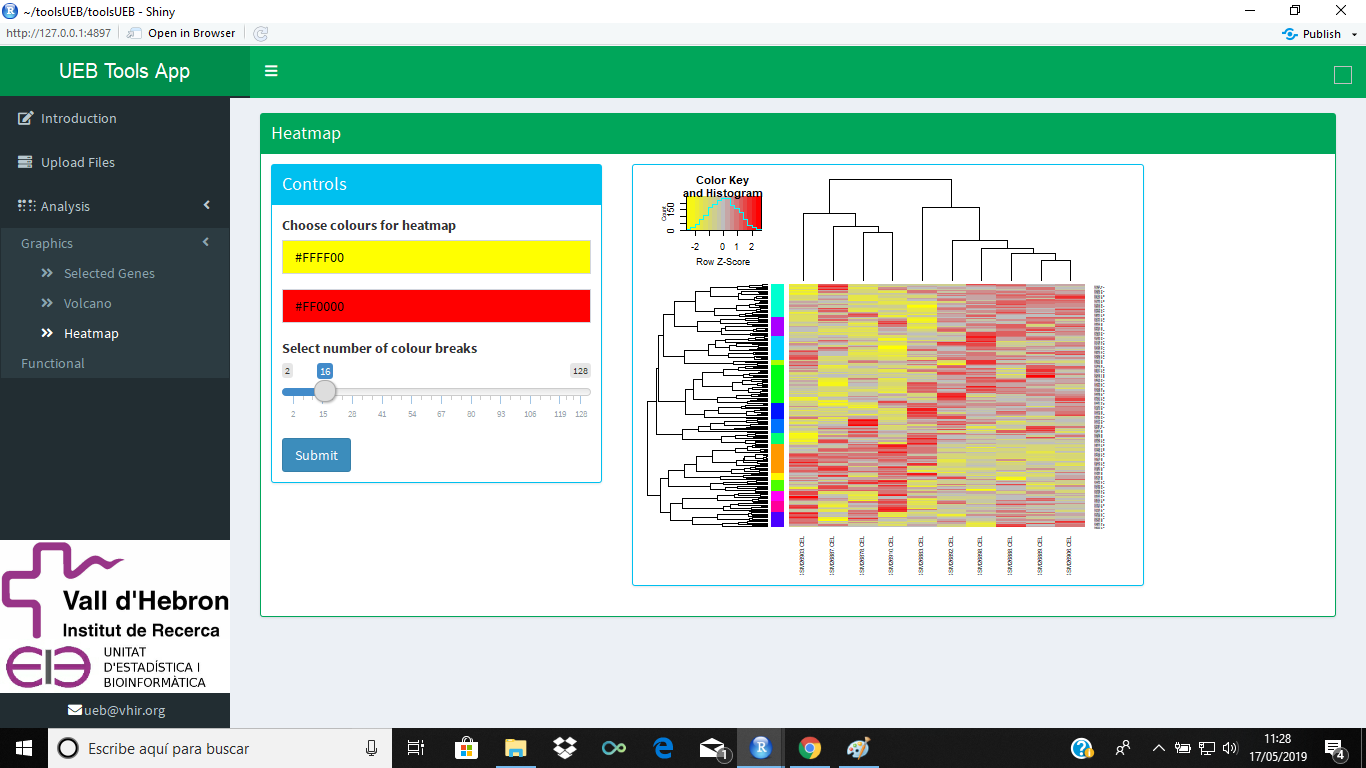 ~/toolsUEB/toolsUEB - Shiny
http://127.0.0.1:4897
Open in Browser
Publish
UEB Tools App
Introduction
Upload Files
Analysis
Graphics
Selected Genes
Volcano
Heatmap
Functional
Vall d'Hebron
Institut de Recerca
UNITAT
D'ESTADÍSTICA I
BIOINFORMÀTICA
ueb@vhir.org
Heatmap
Controls
Choose colours for heatmap
#FFFF00
#FF0000
Select number of colour breaks
2 16 128
2 15 28 41 54 67 80 93 106 119 128
Submit
Color Key
and Histogram
Count
0 150
-2 0 1 2
Row Z-Score
Escribe aquí para buscar
1
11:28
17/05/2019
4